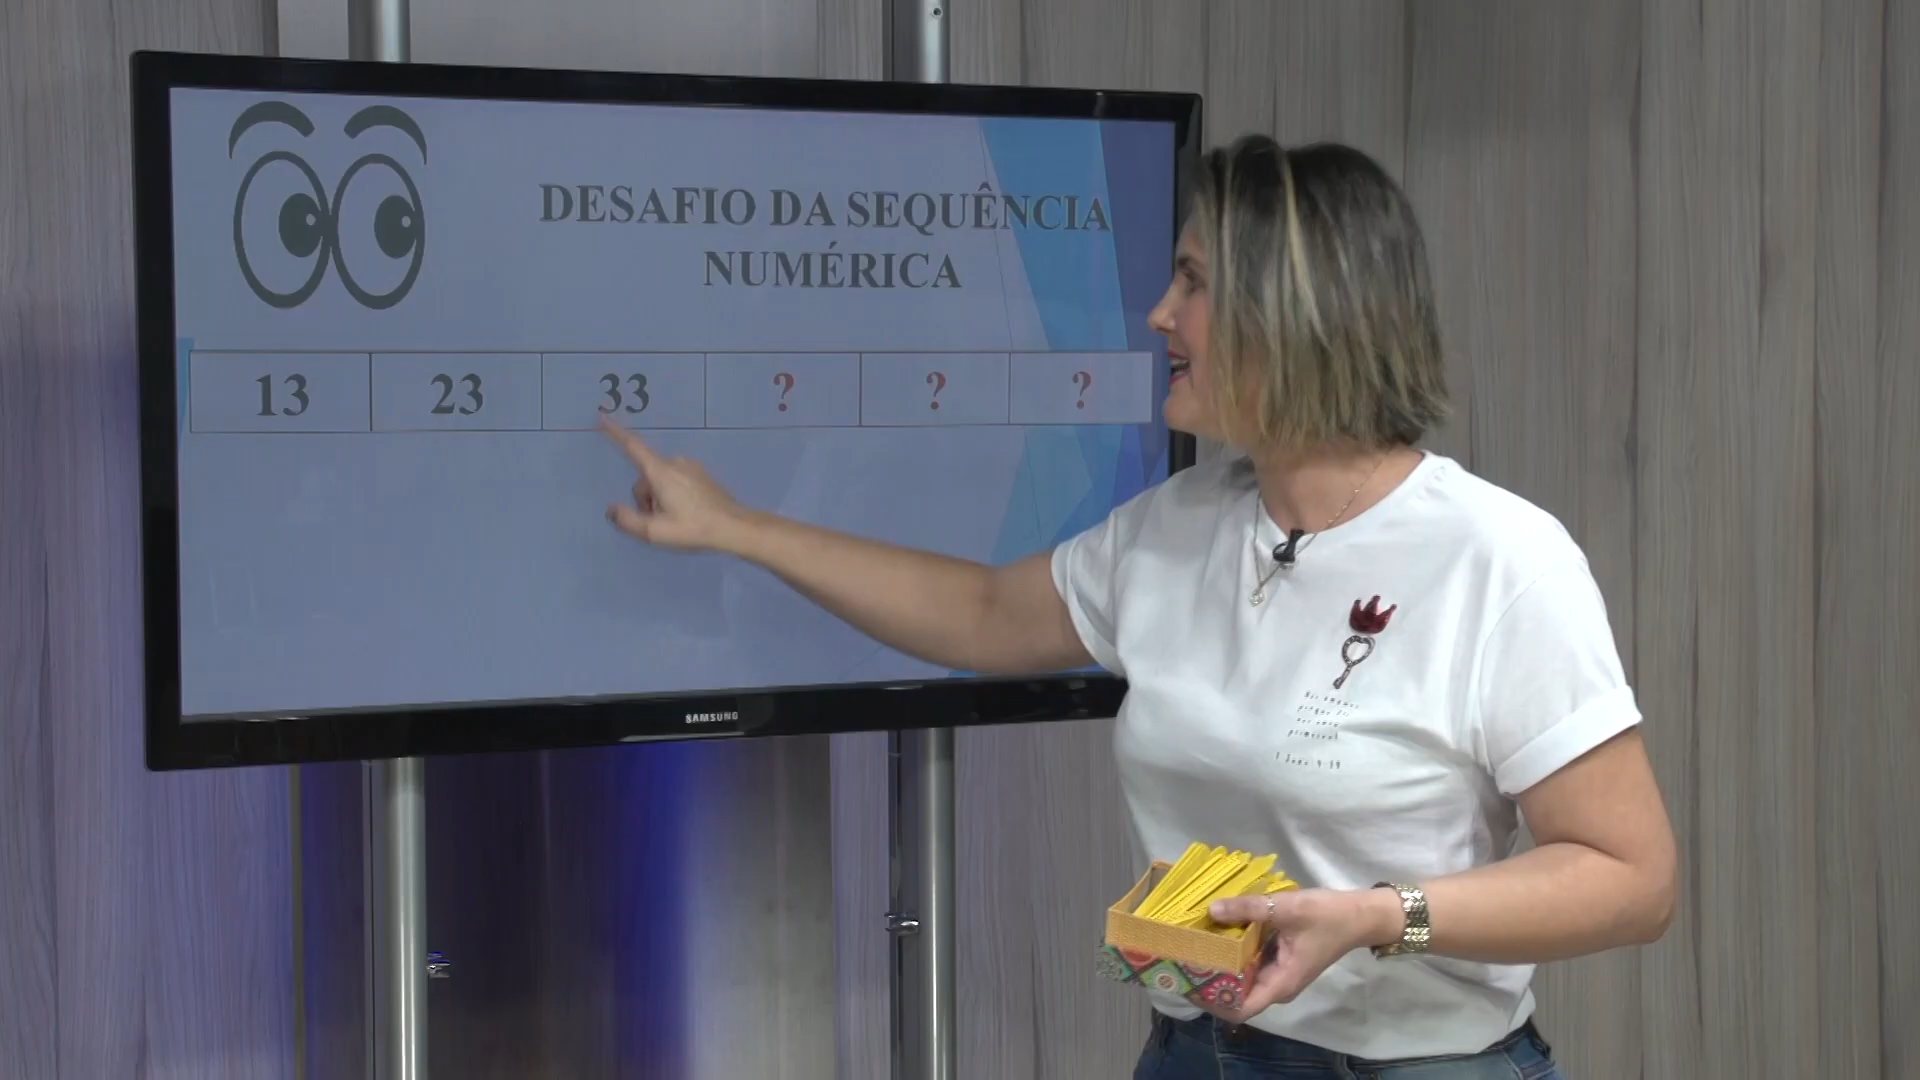 DESAFIO DA SEQUÊNCIA
NUMÉRICA
13 23 33 ? ? ?
SAMSUNG